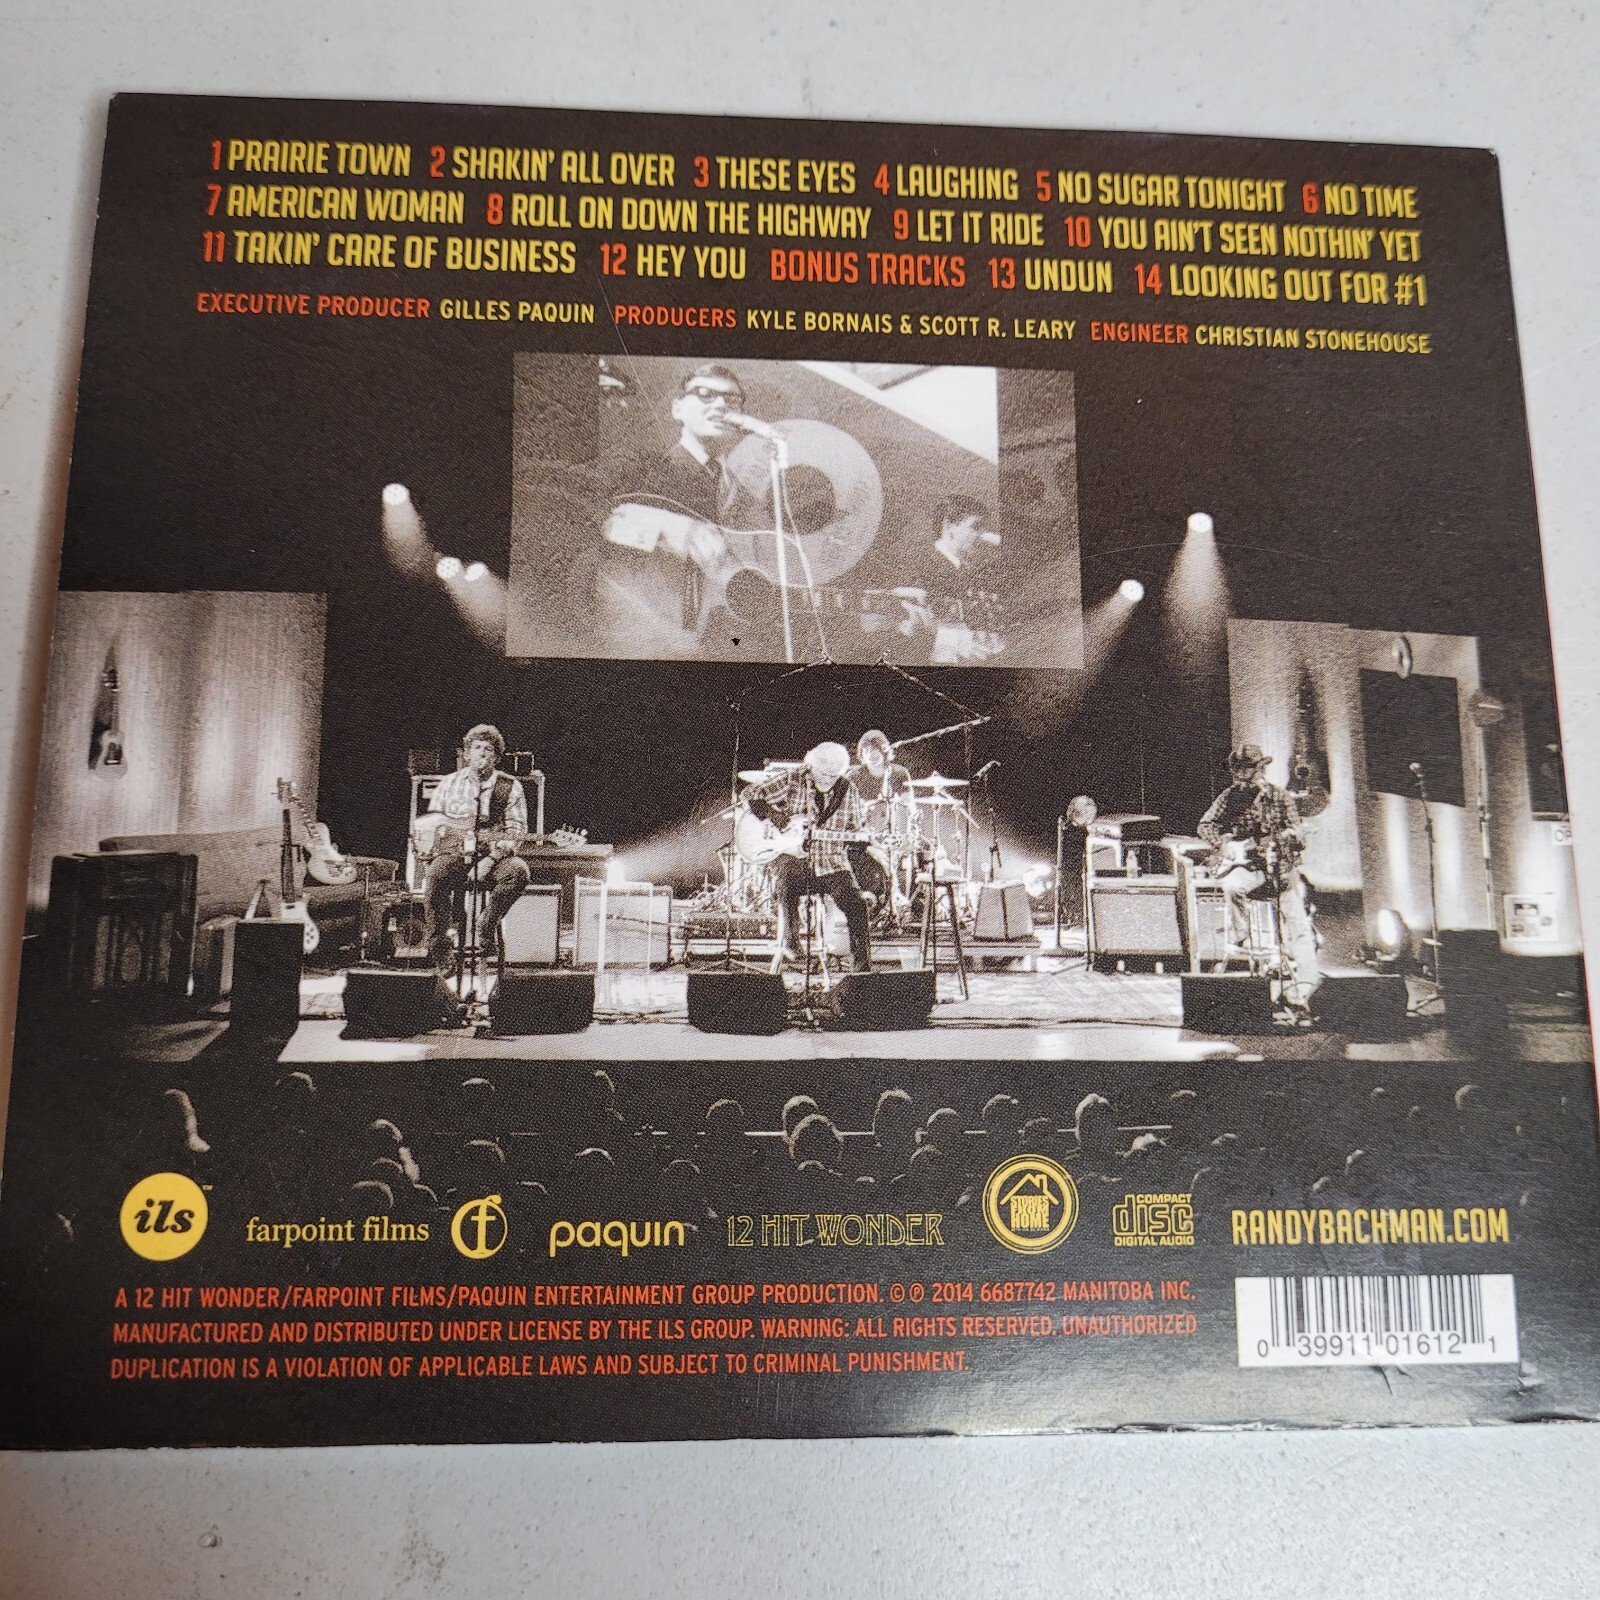 1 PRAIRIE TOWN 2 SHAKIN' ALL OVER 3 THESE EYES 4 LAUGHING 5 NO SUGAR TONIGHT 6 NO TIME
7 AMERICAN WOMAN 8 ROLL ON DOWN THE HIGHWAY 9 LET IT RIDE 10 YOU AIN'T SEEN NOTHIN' YET
11 TAKIN' CARE OF BUSINESS 12 HEY YOU BONUS TRACKS 13 UNDUN 14 LOOKING OUT FOR #1
EXECUTIVE PRODUCER GILLES PAQUIN PRODUCERS KYLE BORNAIS & SCOTT R. LEARY ENGINEER CHRISTIAN STONEHOUSE
ils™ farpoint films f paquin 12 HIT WONDER
STORIES
HOME
COMPACT
disc
DIGITAL AUDIO
RANDYBACHMAN.COM
A 12 HIT WONDER/FARPOINT FILMS/PAQUIN ENTERTAINMENT GROUP PRODUCTION. © ℗ 2014 6687742 MANITOBA INC.
MANUFACTURED AND DISTRIBUTED UNDER LICENSE BY THE ILS GROUP. WARNING: ALL RIGHTS RESERVED. UNAUTHORIZED
DUPLICATION IS A VIOLATION OF APPLICABLE LAWS AND SUBJECT TO CRIMINAL PUNISHMENT.
0 39911 01612 1